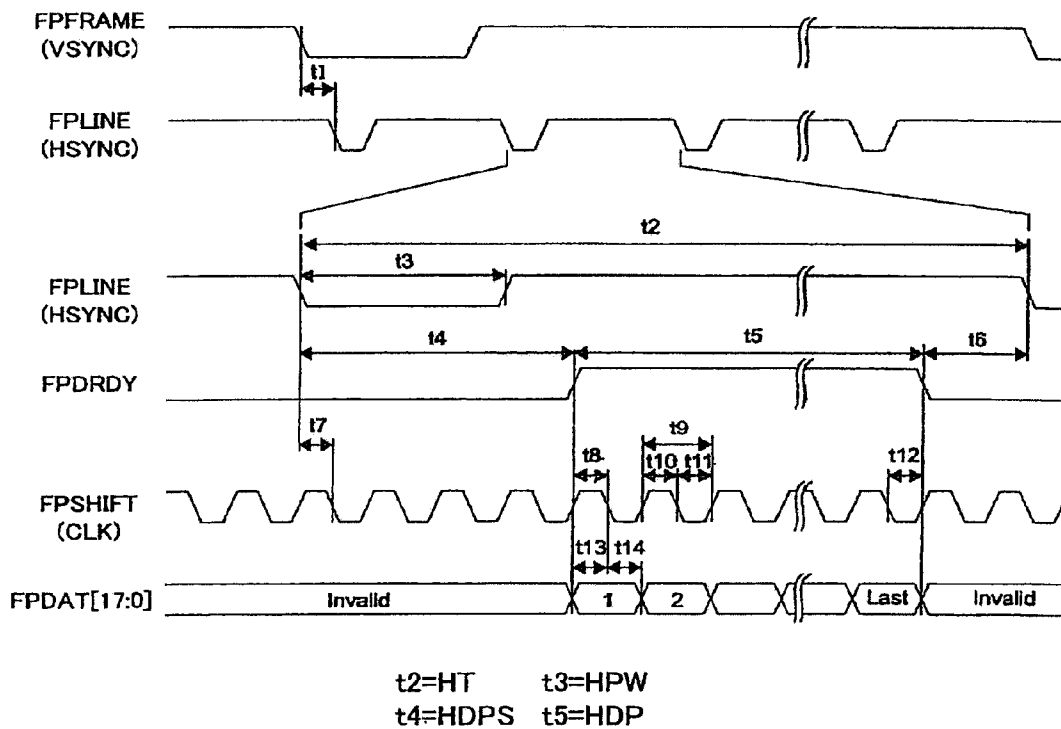 FPFRAME
(VSYNC)
t1
FPLINE
(HSYNC)
t2
t3
FPLINE
(HSYNC)
t4 t5 t6
FPDRDY
t7 t8 t9 t10 t11 t12
FPSHIFT
(CLK)
t13 t14
FPDAT[17:0] Invalid 1 2 Last Invalid
t2=HT t3=HPW
t4=HDPS t5=HDP